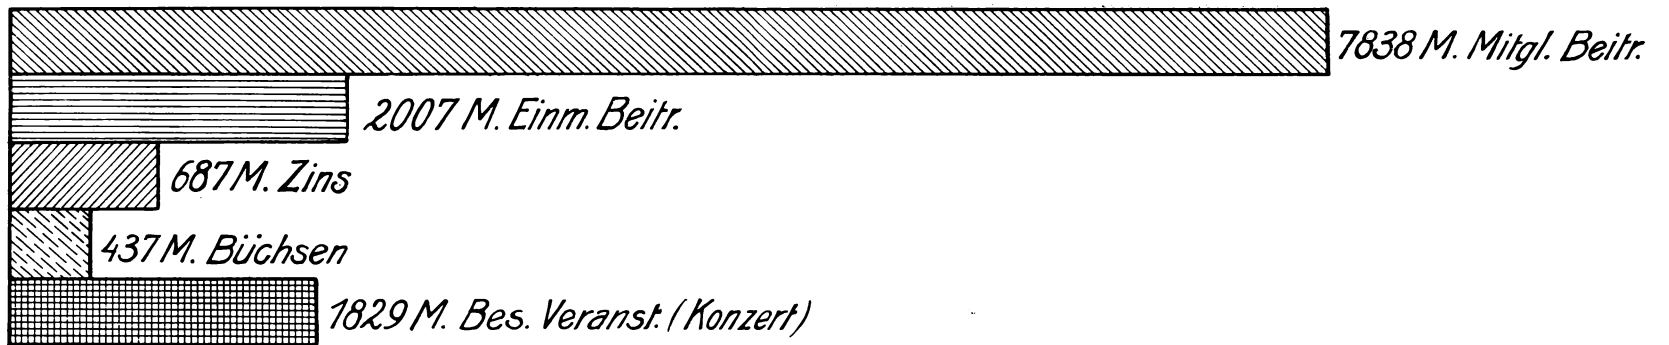 7838 M. Mitgl. Beitr.
2007 M. Einm. Beitr.
687 M. Zins
437 M. Büchsen
1829 M. Bes. Veranst. (Konzert)